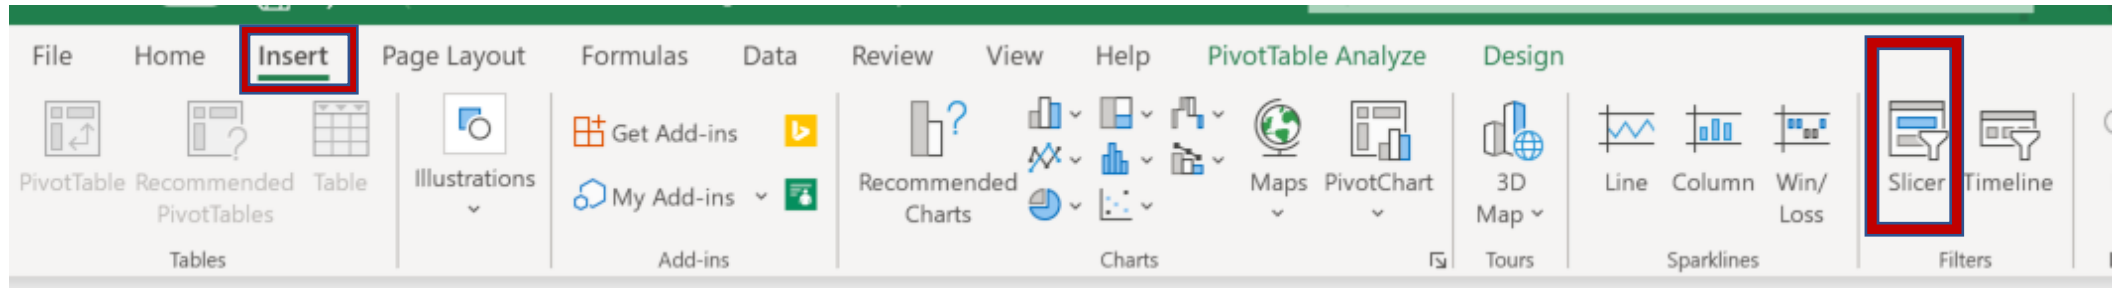 File Home Insert Page Layout Formulas Data Review View Help PivotTable Analyze Design
PivotTable
Recommended
PivotTables
Table
Tables
Illustrations
Get Add-ins
My Add-ins
Add-ins
Recommended
Charts
Maps
PivotChart
Charts
3D
Map
Tours
Line
Column
Win/
Loss
Sparklines
Slicer
Timeline
Filters